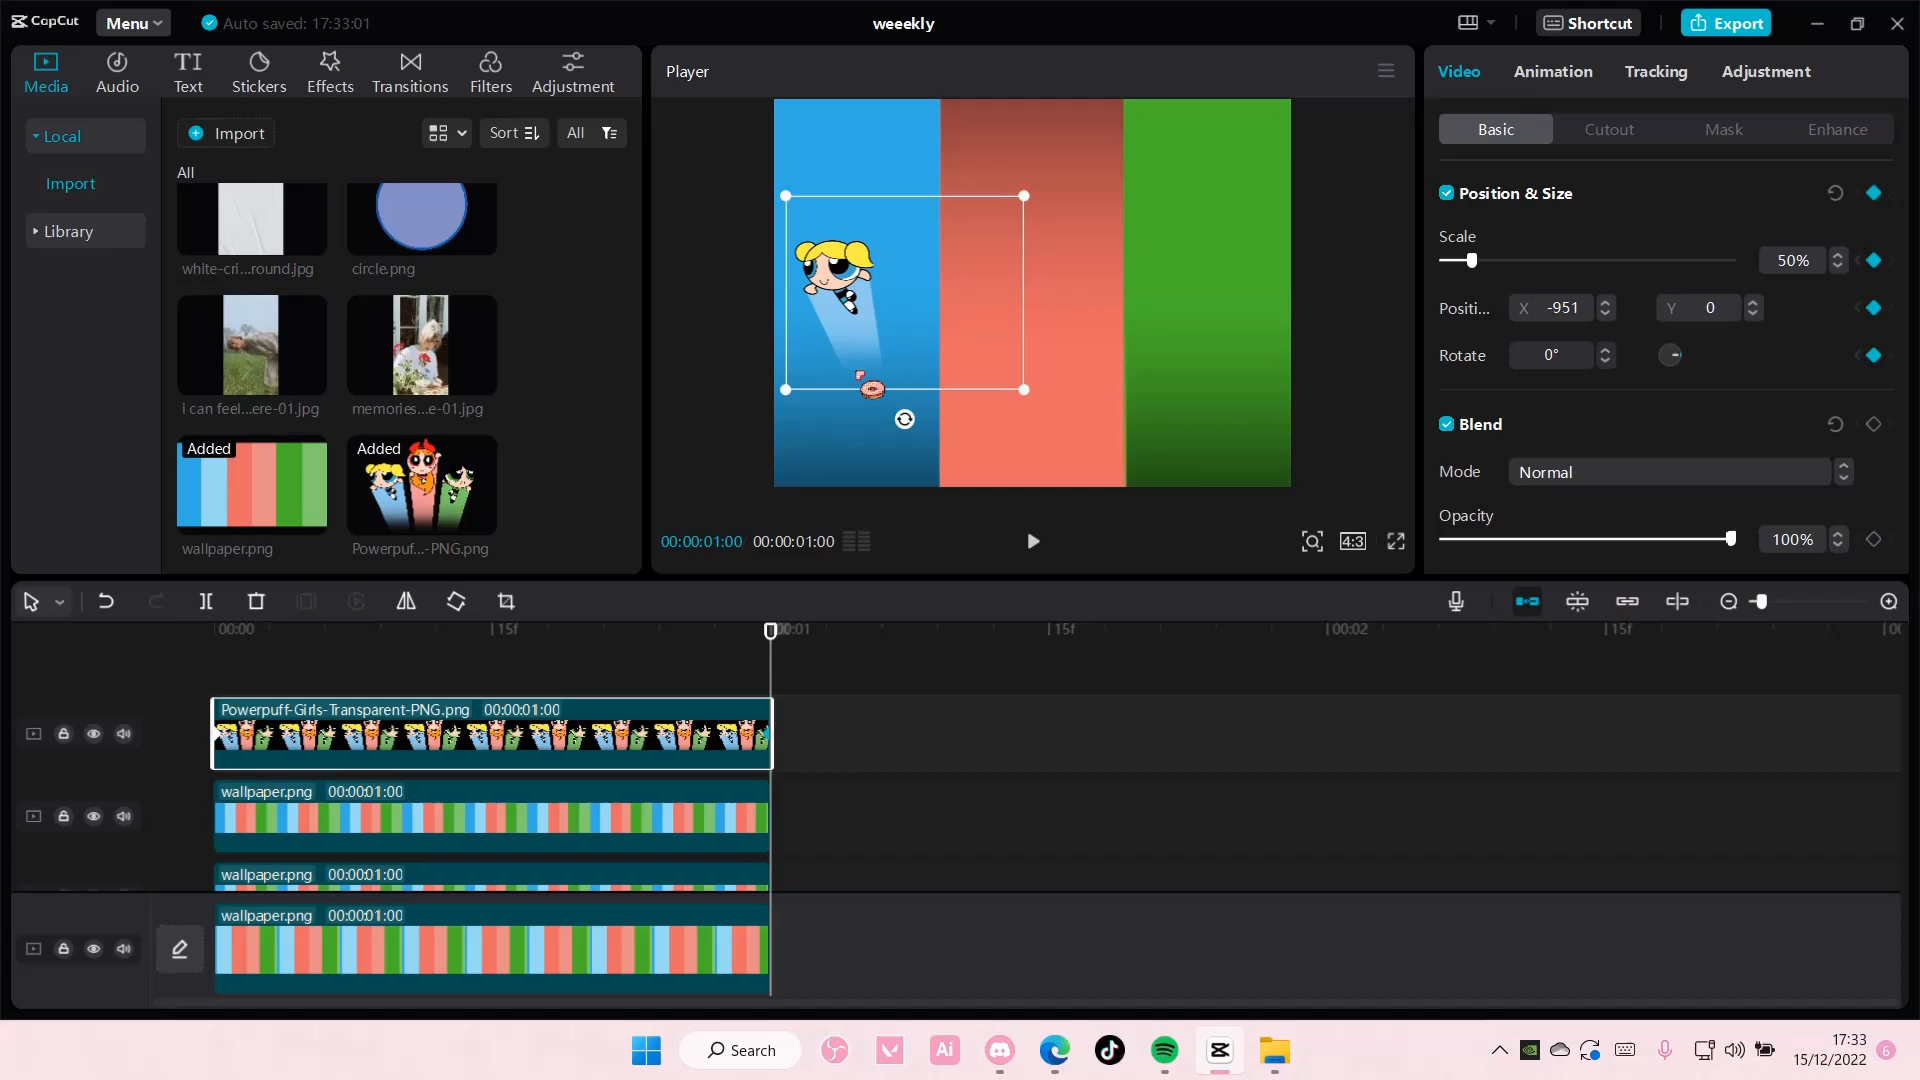 CapCut
Menu
Auto saved: 17:33:01
weeekly
Shortcut
Export
Media
Audio
TI
Text
Stickers
Effects
Transitions
Filters
Adjustment
Local
Import
Library
Import
Sort
All
All
white-cri...round.jpg
circle.png
i can feel...ere-01.jpg
memories...e-01.jpg
Added
wallpaper.png
Added
Powerpuf...-PNG.png
Player
00:00:01:00 00:00:01:00
4:3
Video
Animation
Tracking
Adjustment
Basic
Cutout
Mask
Enhance
Position & Size
Scale
50%
Positi... X -951 Y 0
Rotate 0°
Blend
Mode Normal
Opacity
100%
00:00
15f
00:01
15f
00:02
15f
Powerpuff-Girls-Transparent-PNG.png 00:00:01:00
wallpaper.png 00:00:01:00
wallpaper.png 00:00:01:00
wallpaper.png 00:00:01:00
Search
Ai
17:33
15/12/2022
6